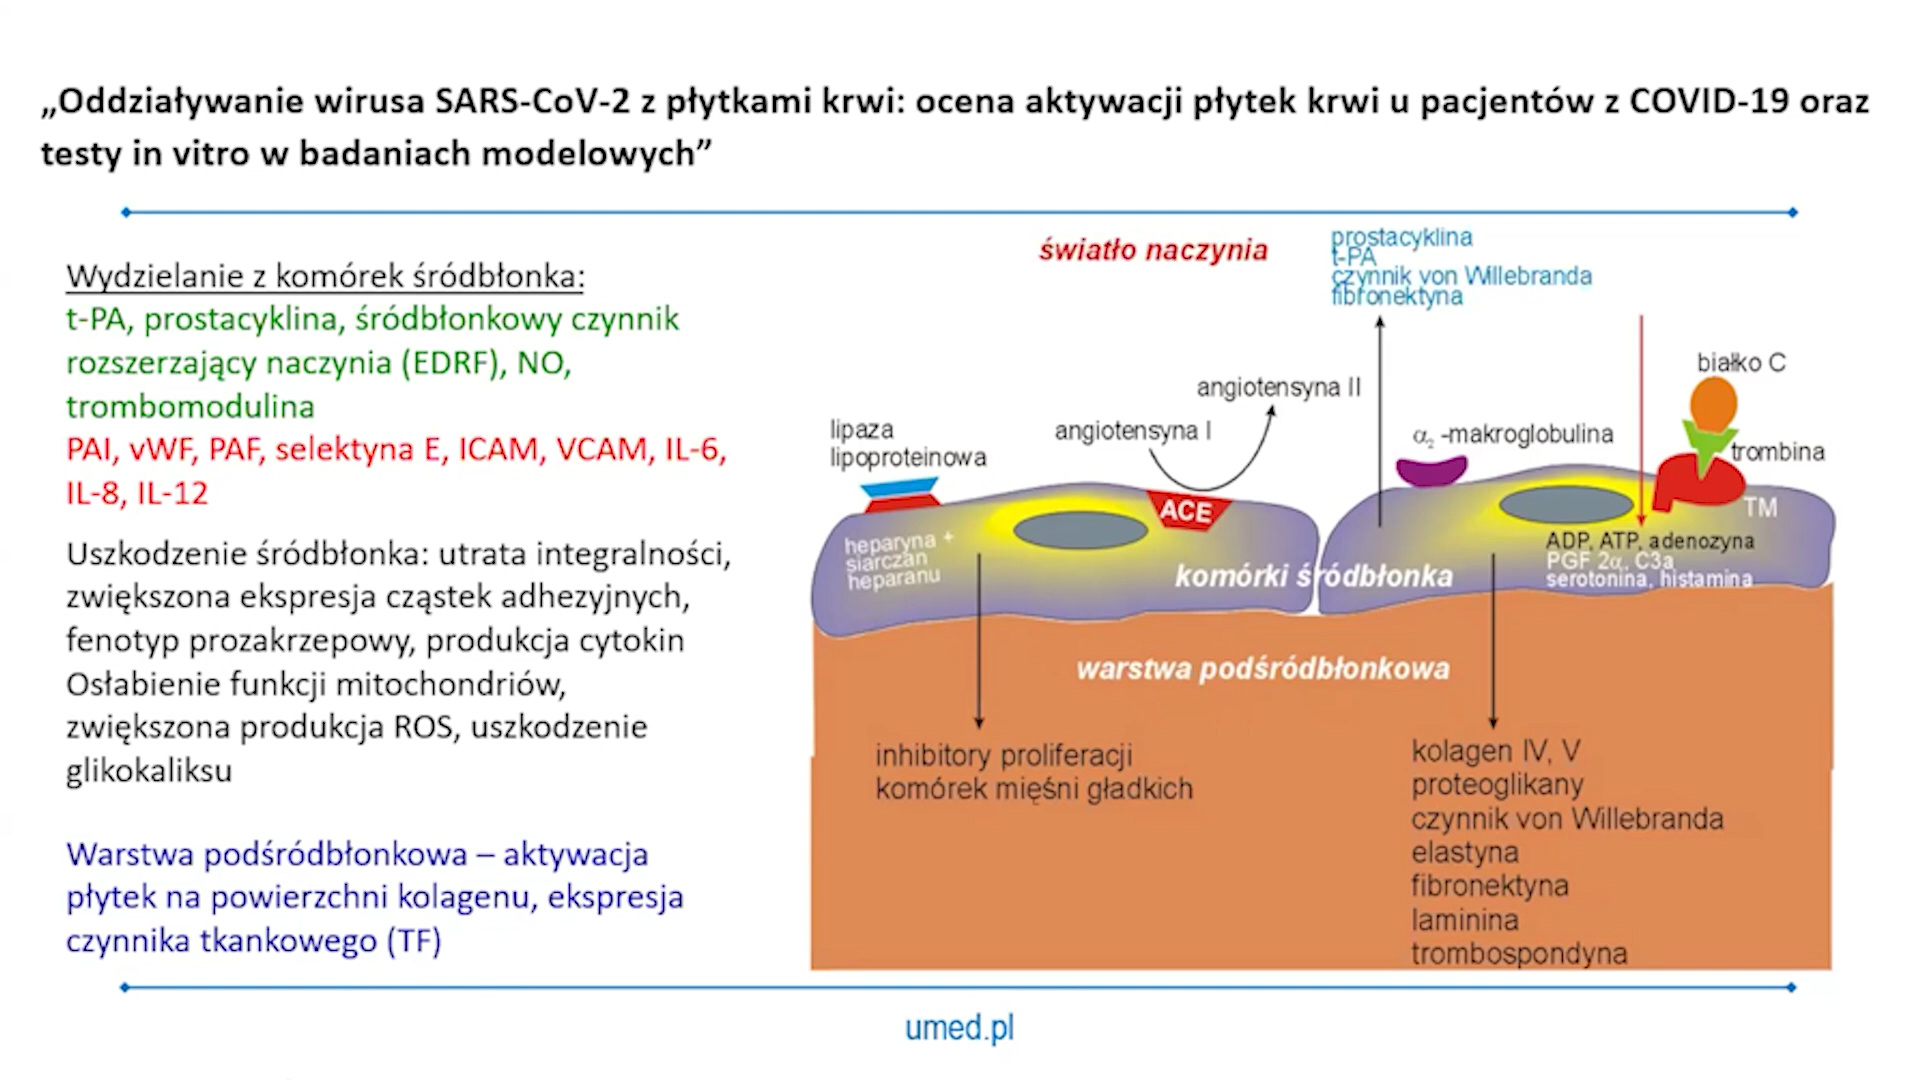 „Oddziaływanie wirusa SARS-CoV-2 z płytkami krwi: ocena aktywacji płytek krwi u pacjentów z COVID-19 oraz
testy in vitro w badaniach modelowych”
Wydzielanie z komórek śródbłonka:
t-PA, prostacyklina, śródbłonkowy czynnik
rozszerzający naczynia (EDRF), NO,
trombomodulina
PAI, vWF, PAF, selektyna E, ICAM, VCAM, IL-6,
IL-8, IL-12
Uszkodzenie śródbłonka: utrata integralności,
zwiększona ekspresja cząstek adhezyjnych,
fenotyp prozakrzepowy, produkcja cytokin
Osłabienie funkcji mitochondriów,
zwiększona produkcja ROS, uszkodzenie
glikokaliksu
Warstwa podśródbłonkowa – aktywacja
płytek na powierzchni kolagenu, ekspresja
czynnika tkankowego (TF)
światło naczynia
prostacyklina
t-PA
czynnik von Willebranda
fibronektyna
białko C
angiotensyna II
angiotensyna I
lipaza
lipoproteinowa
α₂ -makroglobulina
trombina
ACE
TM
heparyna +
siarczan
heparanu
ADP, ATP, adenozyna
PGF 2α, C3a
serotonina, histamina
komórki śródbłonka
warstwa podśródbłonkowa
inhibitory proliferacji
komórek mięśni gładkich
kolagen IV, V
proteoglikany
czynnik von Willebranda
elastyna
fibronektyna
laminina
trombospondyna
umed.pl